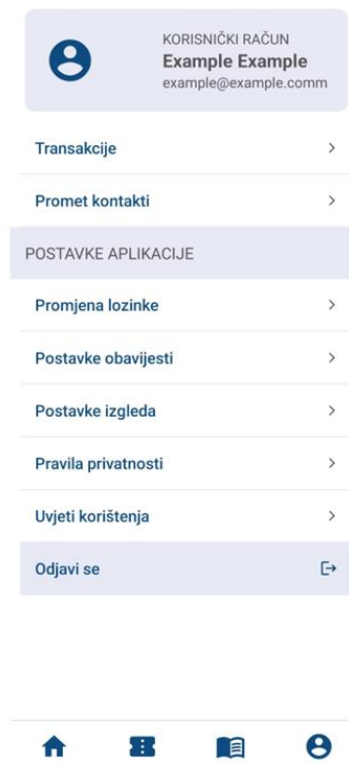 KORISNIČKI RAČUN
Example Example
example@example.comm
Transakcije
Promet kontakti
POSTAVKE APLIKACIJE
Promjena lozinke
Postavke obavijesti
Postavke izgleda
Pravila privatnosti
Uvjeti korištenja
Odjavi se